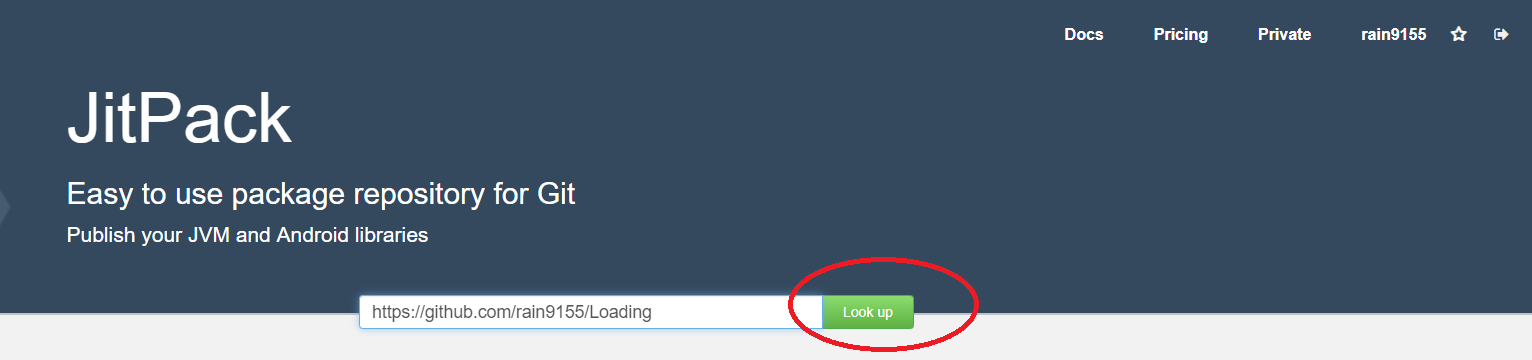 Docs Pricing Private rain9155
JitPack
Easy to use package repository for Git
Publish your JVM and Android libraries
https://github.com/rain9155/Loading Look up